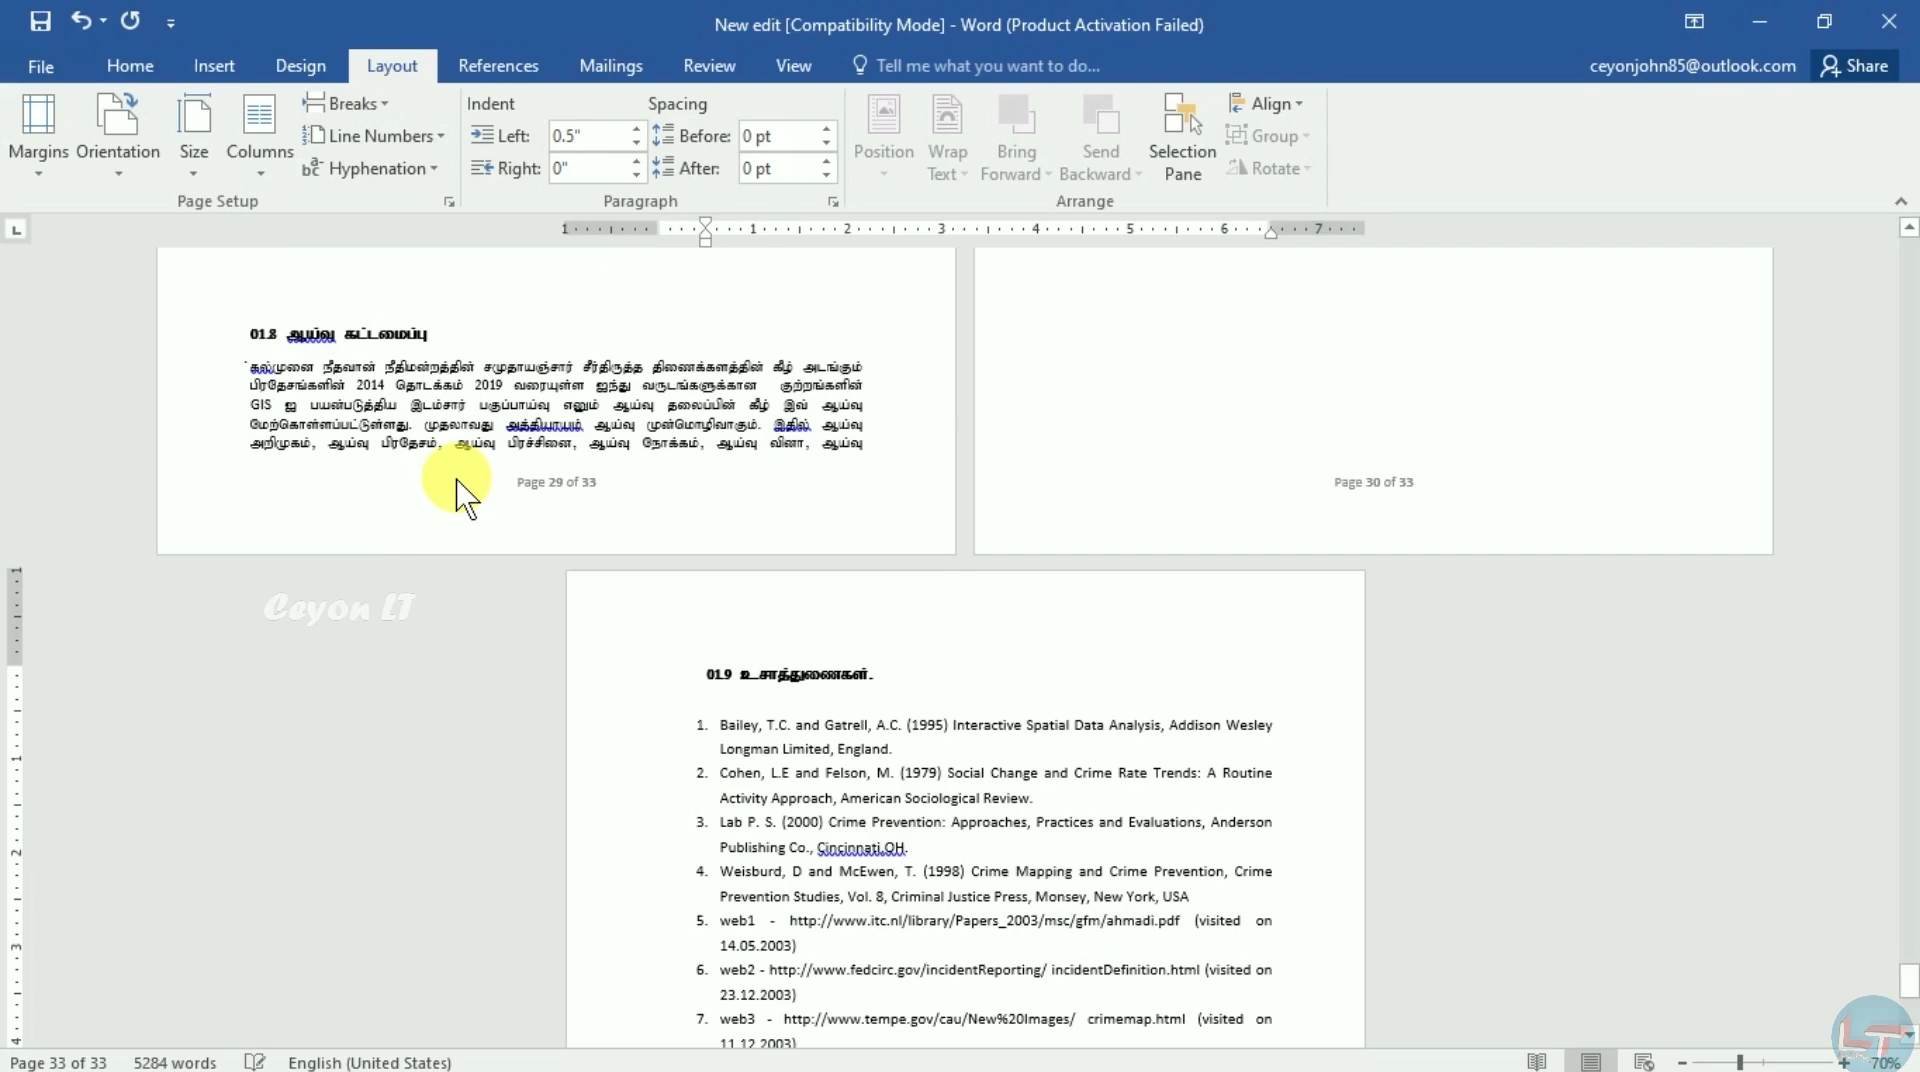 New edit [Compatibility Mode] - Word (Product Activation Failed)
File Home Insert Design Layout References Mailings Review View Tell me what you want to do... ceyonjohn85@outlook.com Share
Margins Orientation Size Columns Breaks Line Numbers Hyphenation
Page Setup
Indent Spacing
Left: 0.5" Before: 0 pt
Right: 0" After: 0 pt
Paragraph
Position Wrap Text Bring Forward Send Backward Selection Pane Align Group Rotate
Arrange
1 1 2 3 4 5 6 7
01.8 ஆய்வு கட்டமைப்பு
கல்முனை நீதவான் நீதிமன்றத்தின் சமுதாயஞ்சார் சீர்திருத்த திணைக்களத்தின் கீழ் அடங்கும்
பிரதேசங்களின் 2014 தொடக்கம் 2019 வரையுள்ள ஐந்து வருடங்களுக்கான குற்றங்களின்
GIS ஐ பயன்படுத்திய இடம்சார் பகுப்பாய்வு எனும் ஆய்வு தலைப்பின் கீழ் இவ் ஆய்வு
மேற்கொள்ளப்பட்டுள்ளது. முதலாவது அத்தியாயம் ஆய்வு முன்மொழிவாகும். இதில் ஆய்வு
அறிமுகம், ஆய்வு பிரதேசம், ஆய்வு பிரச்சினை, ஆய்வு நோக்கம், ஆய்வு வினா, ஆய்வு
Page 29 of 33
Page 30 of 33
Ceyon LT
01.9 உசாத்துணைகள்.
1. Bailey, T.C. and Gatrell, A.C. (1995) Interactive Spatial Data Analysis, Addison Wesley
Longman Limited, England.
2. Cohen, L.E and Felson, M. (1979) Social Change and Crime Rate Trends: A Routine
Activity Approach, American Sociological Review.
3. Lab P. S. (2000) Crime Prevention: Approaches, Practices and Evaluations, Anderson
Publishing Co., Cincinnati,OH.
4. Weisburd, D and McEwen, T. (1998) Crime Mapping and Crime Prevention, Crime
Prevention Studies, Vol. 8, Criminal Justice Press, Monsey, New York, USA
5. web1 - http://www.itc.nl/library/Papers_2003/msc/gfm/ahmadi.pdf (visited on
14.05.2003)
6. web2 - http://www.fedcirc.gov/incidentReporting/ incidentDefinition.html (visited on
23.12.2003)
7. web3 - http://www.tempe.gov/cau/New%20Images/ crimemap.html (visited on
11.12.2003)
LT
Page 33 of 33 5284 words English (United States) 70%